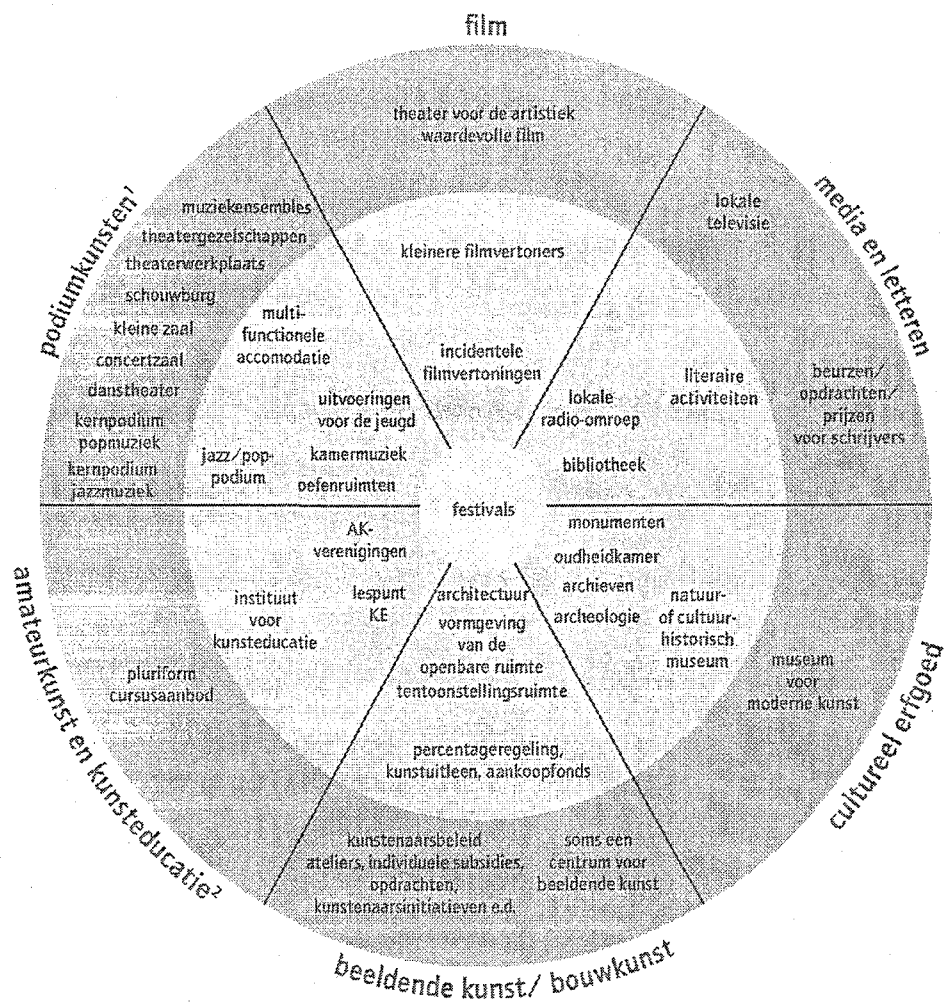 film
theater voor de artistiek
waardevolle film
kleinere filmvertoners
incidentele
filmvertoningen
media en letteren
lokale
televisie
beurzen/
opdrachten/
prijzen
voor schrijvers
literaire
activiteiten
lokale
radio-omroep
bibliotheek
podiumkunsten¹
muziekensembles
theatergezelschappen
theaterwerkplaats
schouwburg
kleine zaal
concertzaal
danstheater
kernpodium
popmuziek
kernpodium
jazzmuziek
multi-
functionele
accomodatie
uitvoeringen
voor de jeugd
jazz/pop-
podium
kamermuziek
oefenruimten
festivals
amateurkunst en kunsteducatie²
AK-
verenigingen
instituut
voor
kunsteducatie
lespunt
KE
pluriform
cursusaanbod
architectuur
vormgeving
van de
openbare ruimte
tentoonstellingsruimte
percentageregeling,
kunstuitleen, aankoopfonds
kunstenaarsbeleid
ateliers, individuele subsidies,
opdrachten,
kunstenaarsinitiatieven e.d.
soms een
centrum voor
beeldende kunst
beeldende kunst/ bouwkunst
monumenten
oudheidkamer
archieven
archeologie
natuur-
of cultuur-
historisch
museum
museum
voor
moderne kunst
cultureel erfgoed